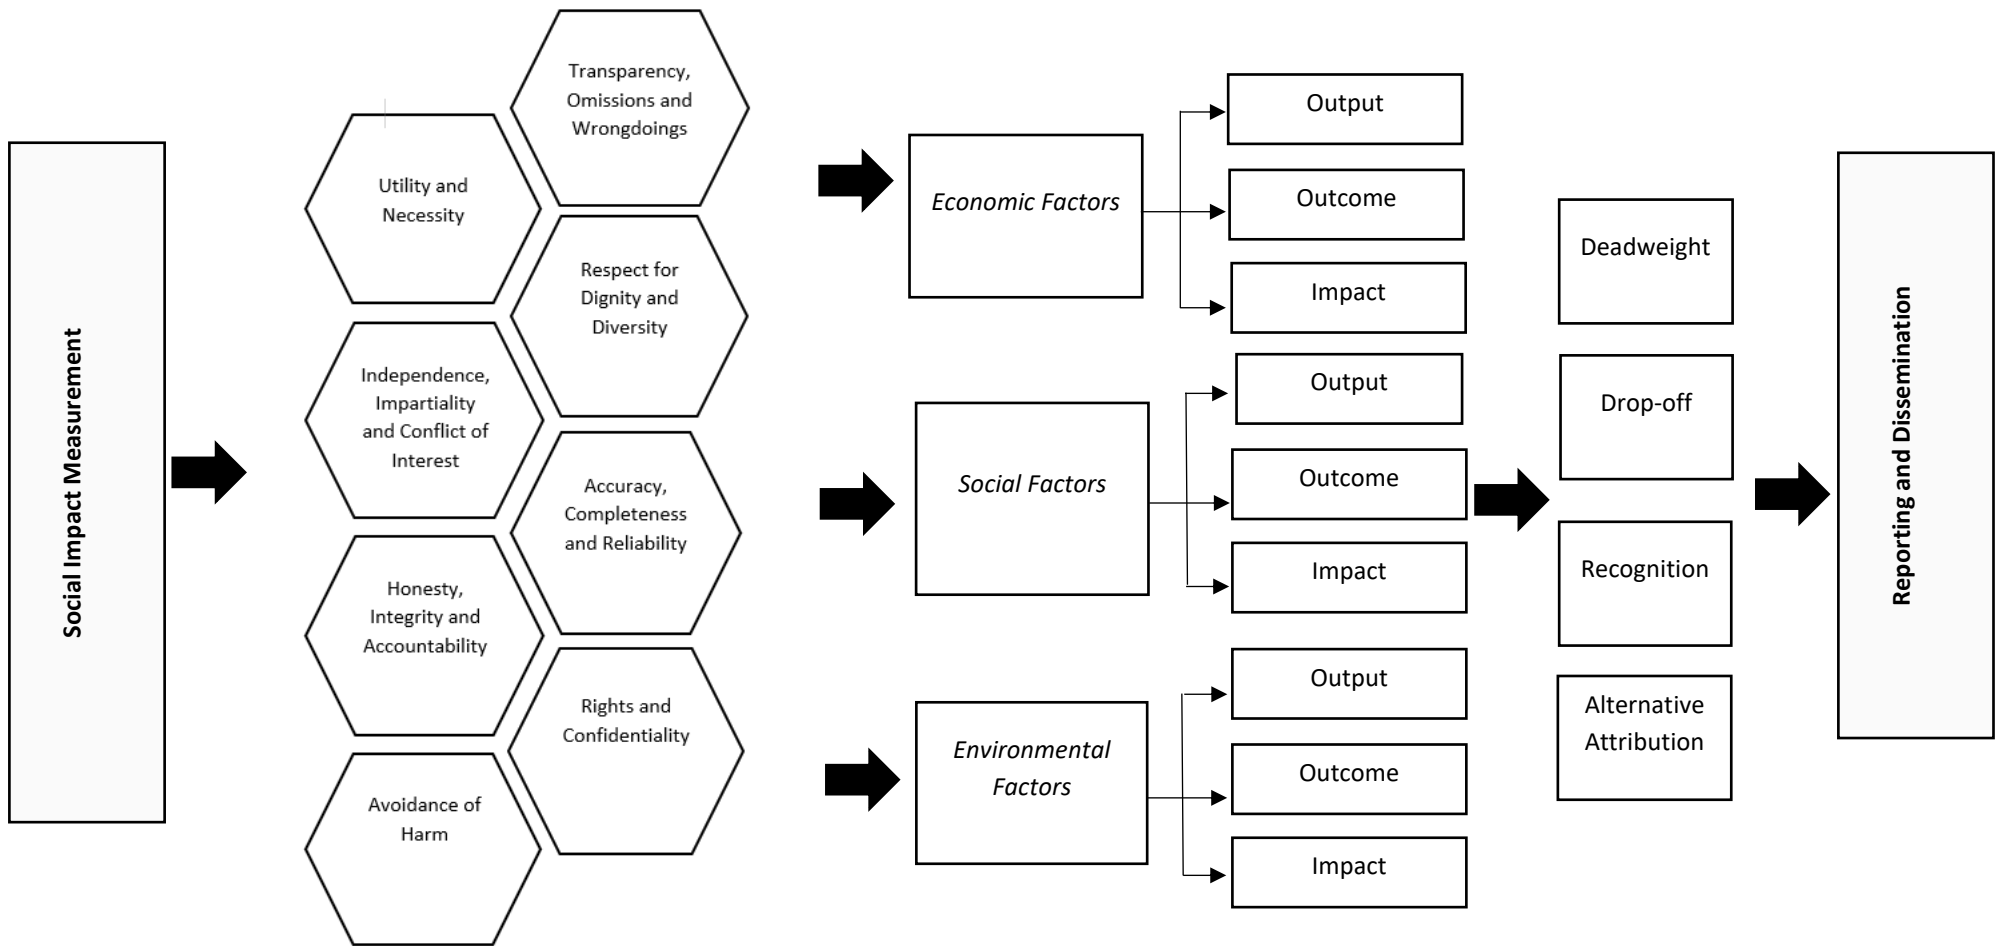 Social Impact Measurement
Transparency,
Omissions and
Wrongdoings
Utility and
Necessity
Respect for
Dignity and
Diversity
Independence,
Impartiality
and Conflict of
Interest
Accuracy,
Completeness
and Reliability
Honesty,
Integrity and
Accountability
Rights and
Confidentiality
Avoidance of
Harm
Economic Factors
Output
Outcome
Impact
Social Factors
Output
Outcome
Impact
Environmental
Factors
Output
Outcome
Impact
Deadweight
Drop-off
Recognition
Alternative
Attribution
Reporting and Dissemination